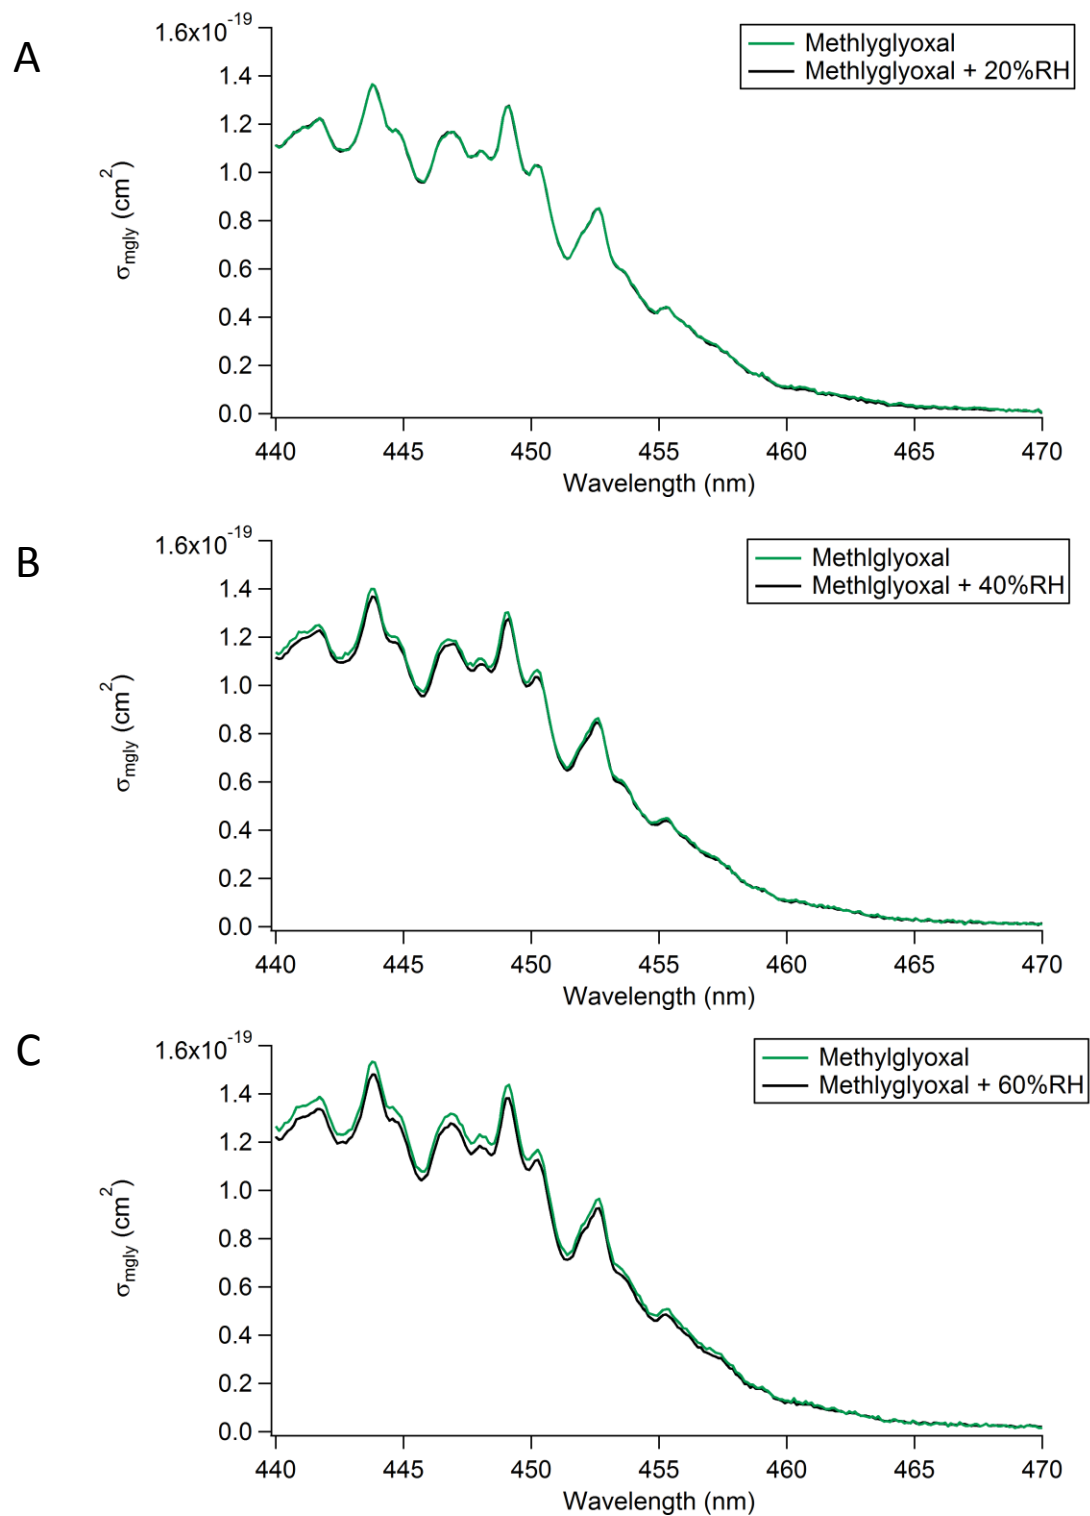 A
1.6x10⁻¹⁹
1.4
1.2
1.0
0.8
0.6
0.4
0.2
0.0
σmgly (cm²)
Methlyglyoxal
Methlyglyoxal + 20%RH
440 445 450 455 460 465 470
Wavelength (nm)
B
1.6x10⁻¹⁹
1.4
1.2
1.0
0.8
0.6
0.4
0.2
0.0
σmgly (cm²)
Methlglyoxal
Methlglyoxal + 40%RH
440 445 450 455 460 465 470
Wavelength (nm)
C
1.6x10⁻¹⁹
1.4
1.2
1.0
0.8
0.6
0.4
0.2
0.0
σmgly (cm²)
Methylglyoxal
Methlyglyoxal + 60%RH
440 445 450 455 460 465 470
Wavelength (nm)